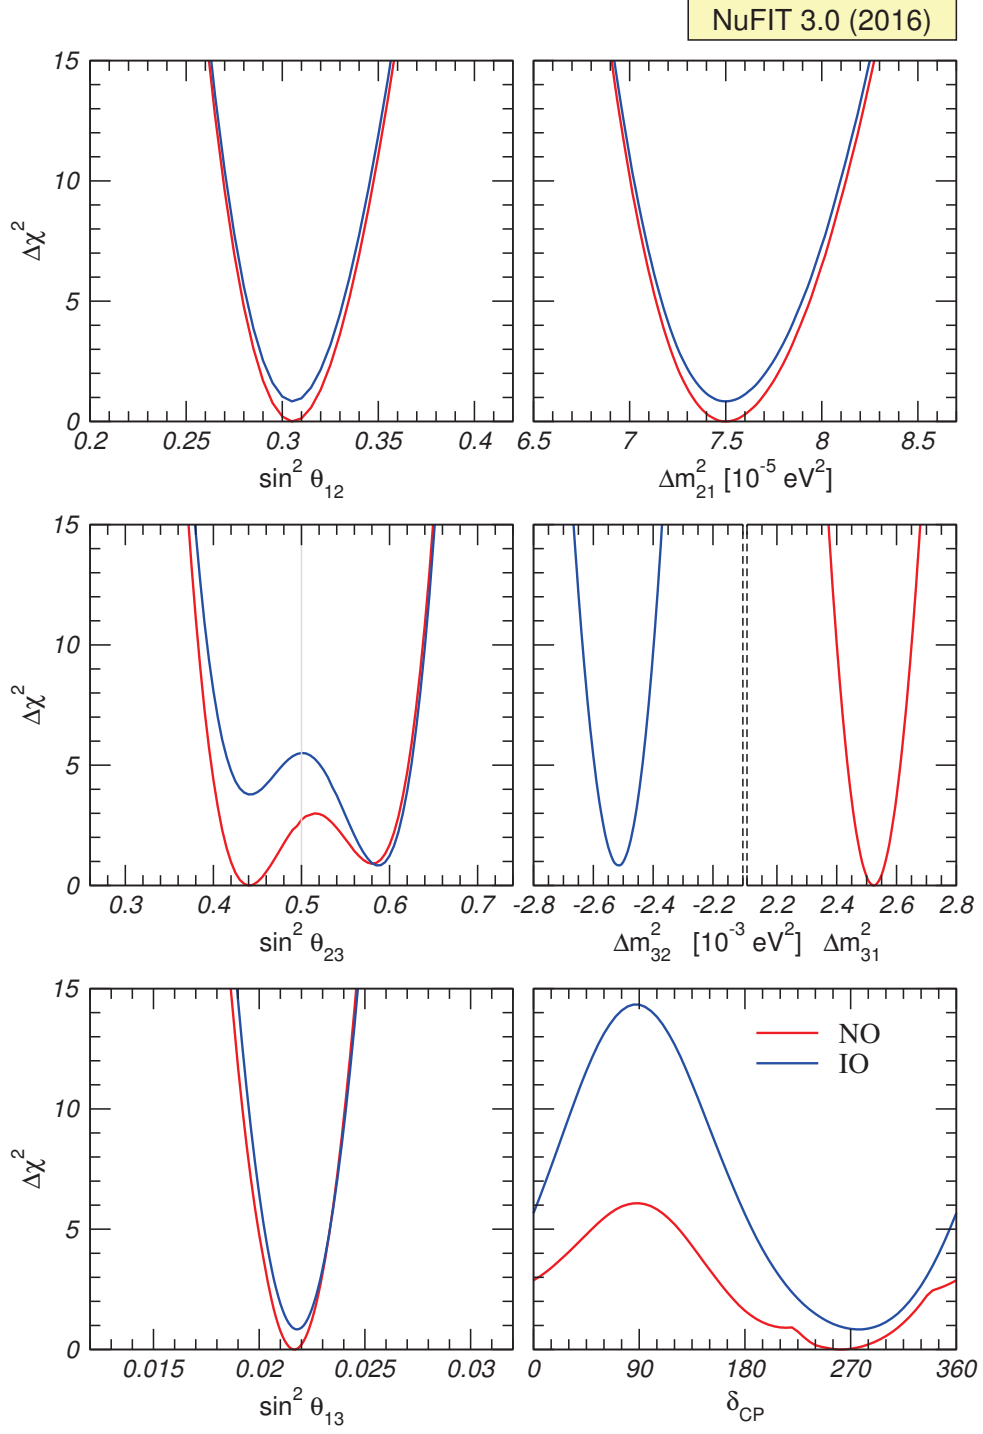 NuFIT 3.0 (2016)
15
10
5
0
Δχ²
0.2 0.25 0.3 0.35 0.4
sin² θ₁₂
6.5 7 7.5 8 8.5
Δm²₂₁ [10⁻⁵ eV²]
15
10
5
0
Δχ²
0.3 0.4 0.5 0.6 0.7
sin² θ₂₃
-2.8 -2.6 -2.4 -2.2 2.2 2.4 2.6 2.8
Δm²₃₂ [10⁻³ eV²] Δm²₃₁
15
10
5
0
Δχ²
0.015 0.02 0.025 0.03
sin² θ₁₃
NO
IO
0 90 180 270 360
δ_CP